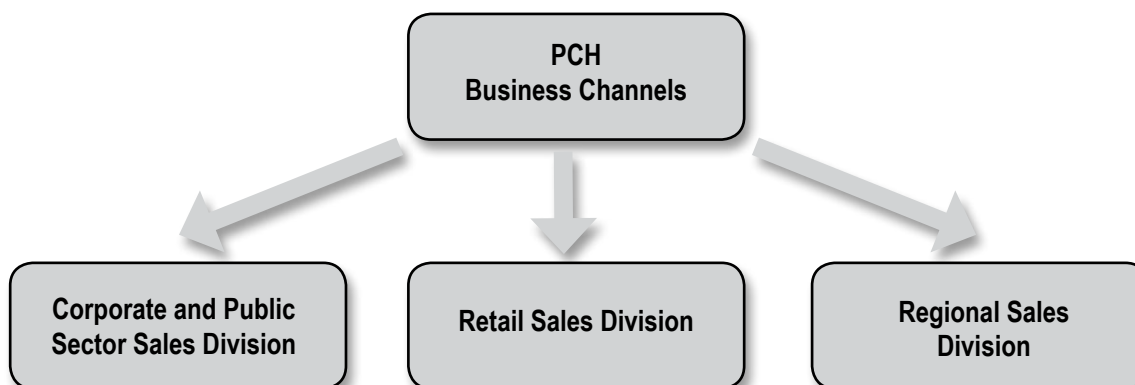 PCH
Business Channels
Corporate and Public
Sector Sales Division
Retail Sales Division
Regional Sales
Division